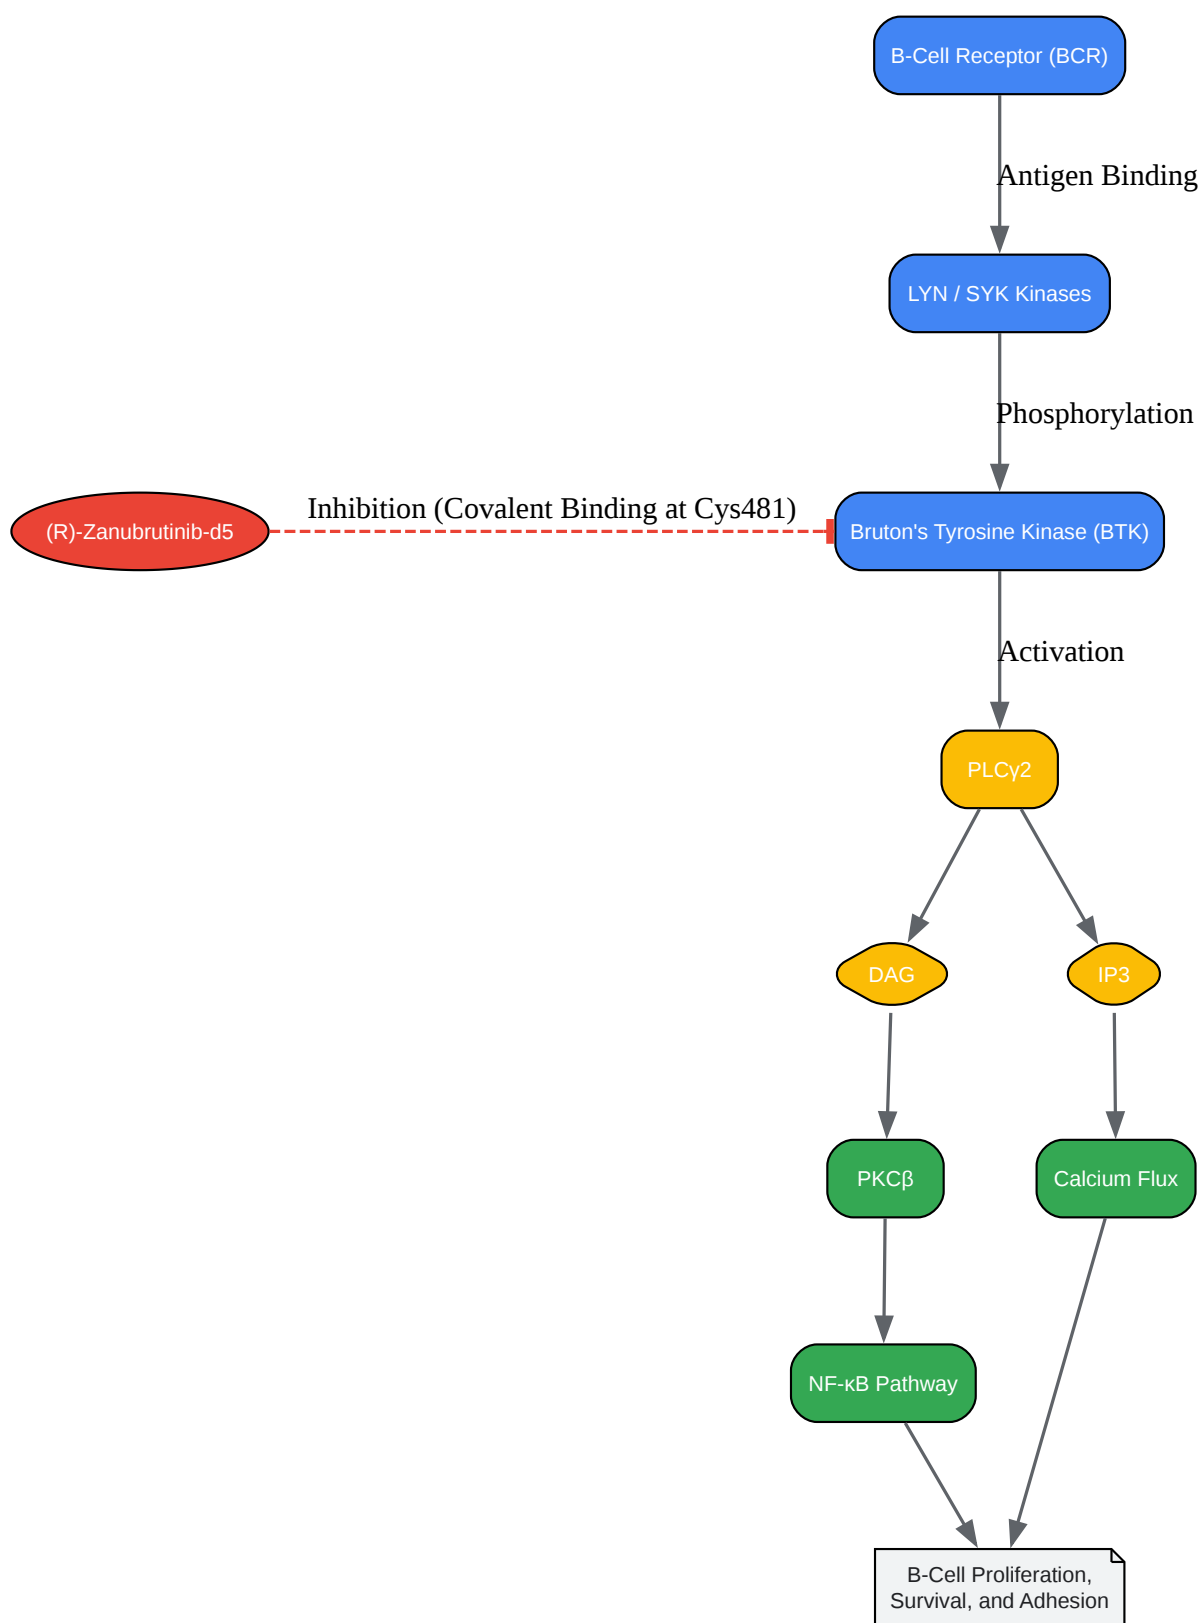 B-Cell Receptor (BCR)
Antigen Binding
LYN / SYK Kinases
Phosphorylation
(R)-Zanubrutinib-d5
Inhibition (Covalent Binding at Cys481)
Bruton's Tyrosine Kinase (BTK)
Activation
PLCγ2
DAG
IP3
PKCβ
Calcium Flux
NF-κB Pathway
B-Cell Proliferation,
Survival, and Adhesion